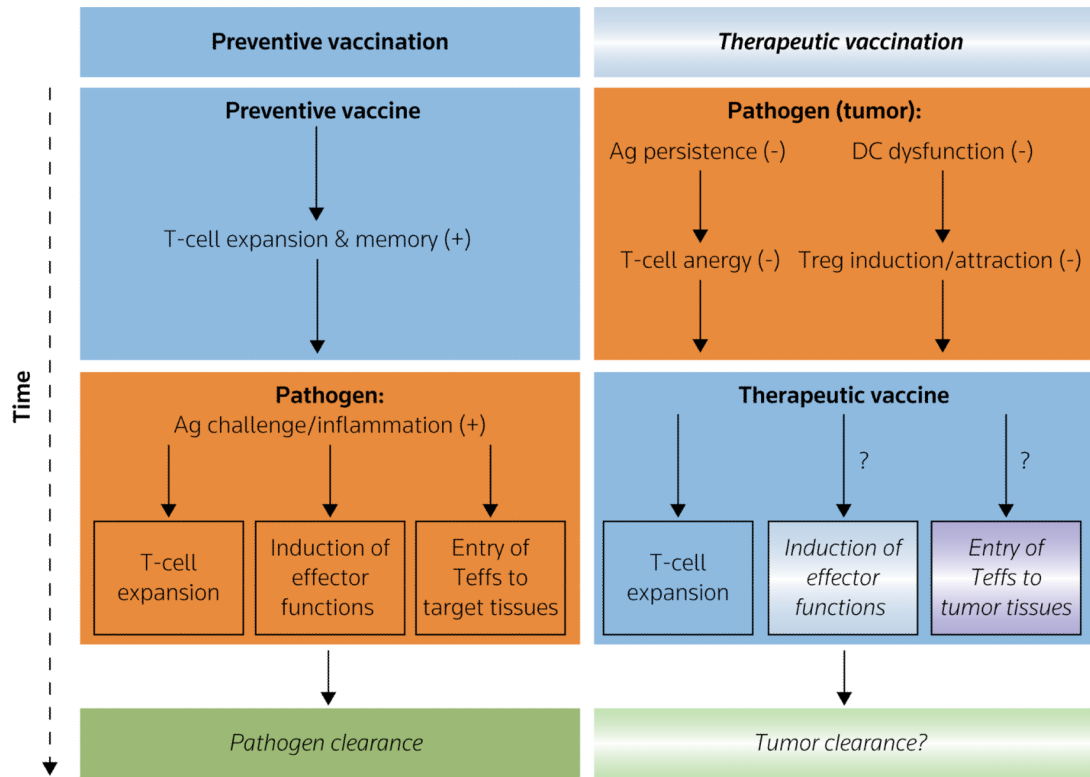 Preventive vaccination
Therapeutic vaccination
Time
Preventive vaccine
T-cell expansion & memory (+)
Pathogen (tumor):
Ag persistence (-)
DC dysfunction (-)
T-cell anergy (-)
Treg induction/attraction (-)
Pathogen:
Ag challenge/inflammation (+)
T-cell
expansion
Induction of
effector
functions
Entry of
Teffs to
target tissues
Therapeutic vaccine
?
?
T-cell
expansion
Induction of
effector
functions
Entry of
Teffs to
tumor tissues
Pathogen clearance
Tumor clearance?